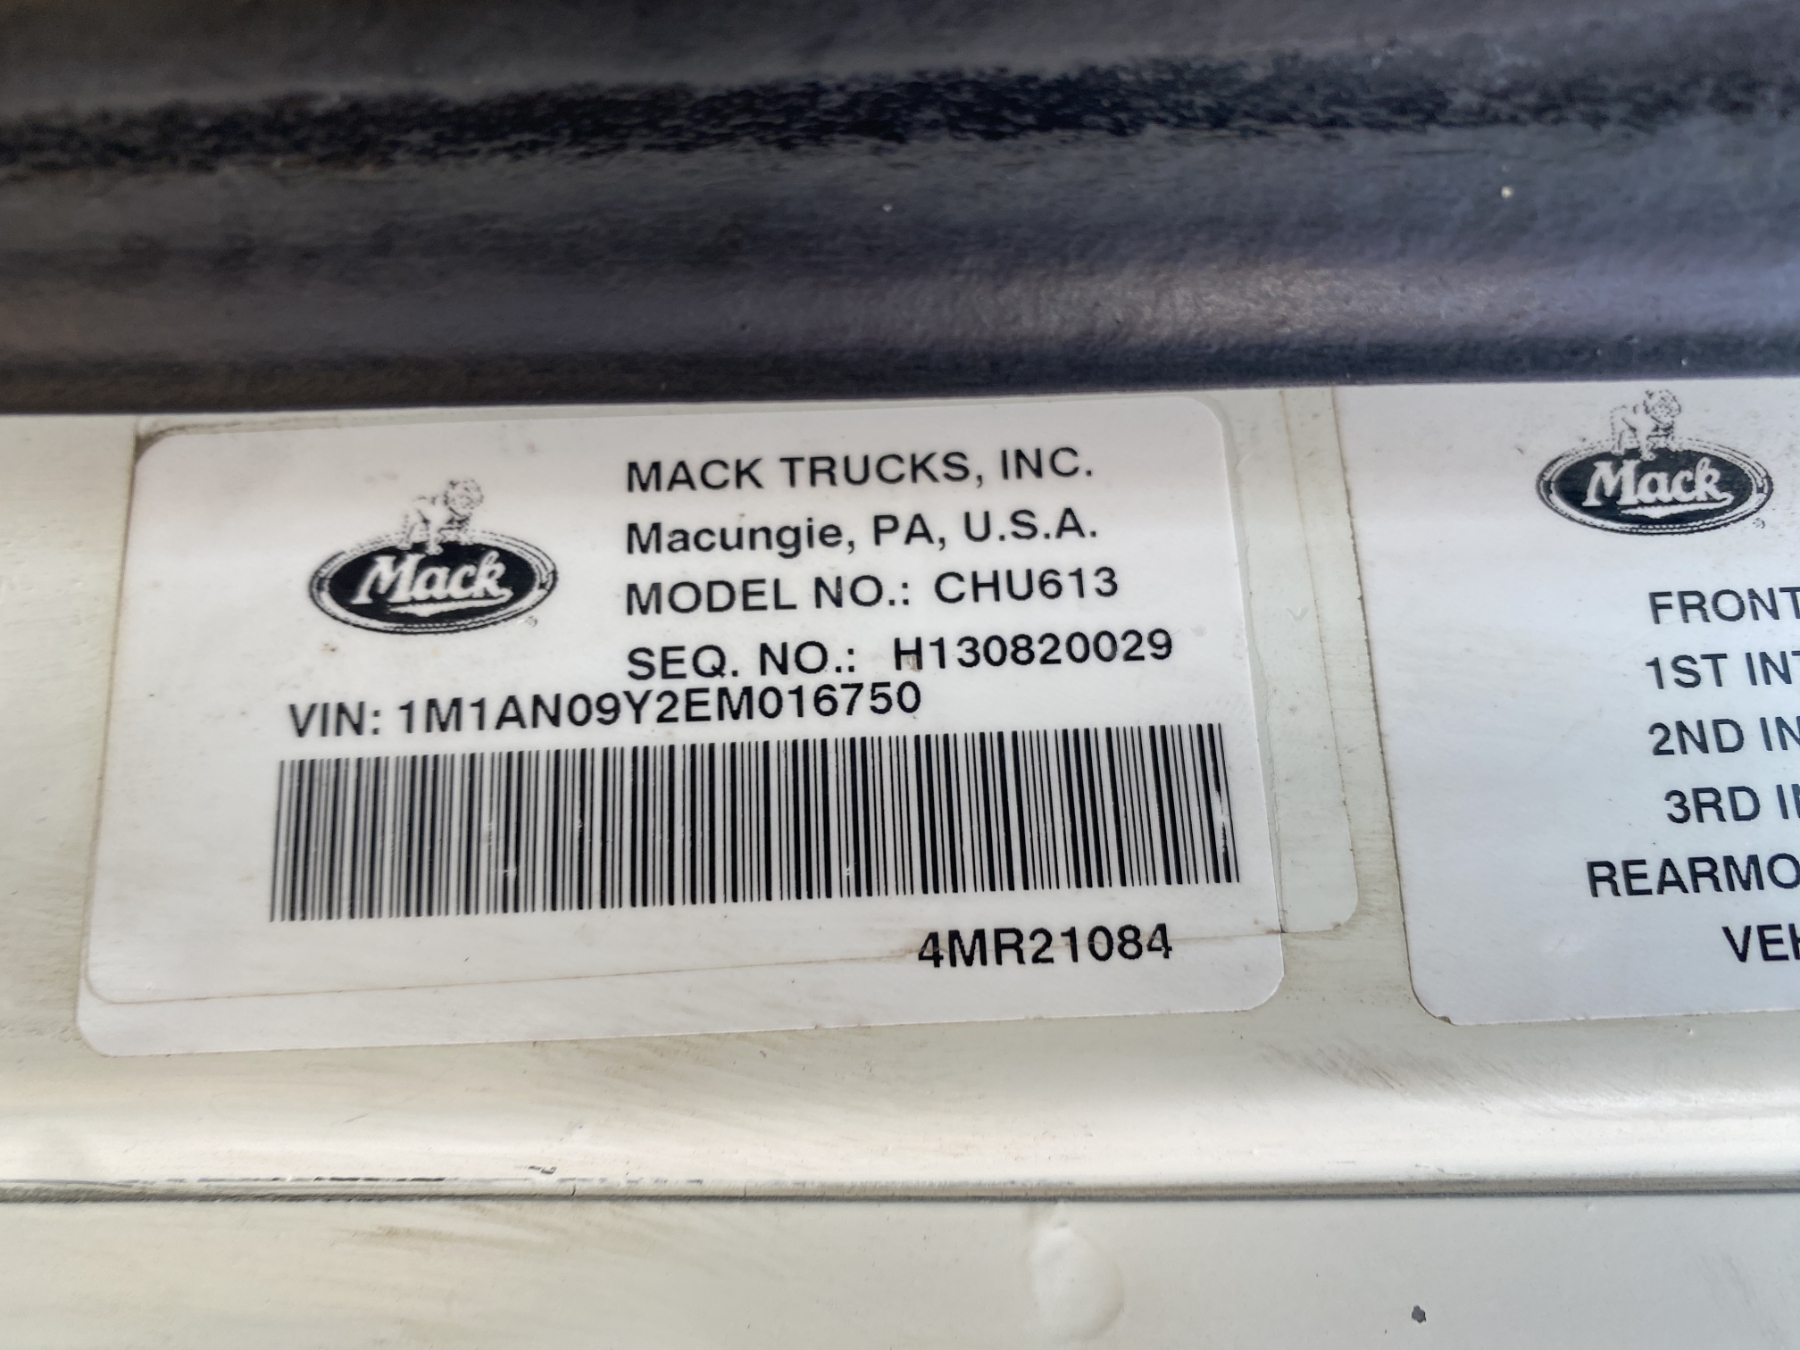 Mack
MACK TRUCKS, INC.
Macungie, PA, U.S.A.
MODEL NO.: CHU613
SEQ. NO.: H130820029
VIN: 1M1AN09Y2EM016750
4MR21084
Mack
FRONT
1ST INT
2ND IN
3RD IN
REARMO
VEH